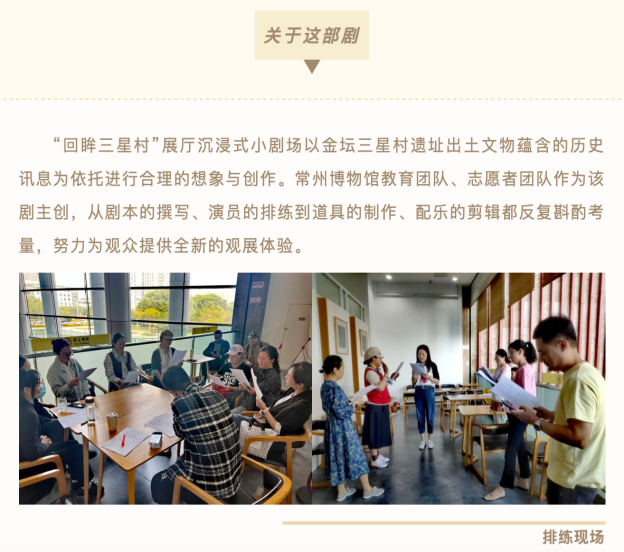 关于这部剧
“回眸三星村”展厅沉浸式小剧场以金坛三星村遗址出土文物蕴含的历史
讯息为依托进行合理的想象与创作。常州博物馆教育团队、志愿者团队作为该
剧主创，从剧本的撰写、演员的排练到道具的制作、配乐的剪辑都反复斟酌考
量，努力为观众提供全新的观展体验。
排练现场